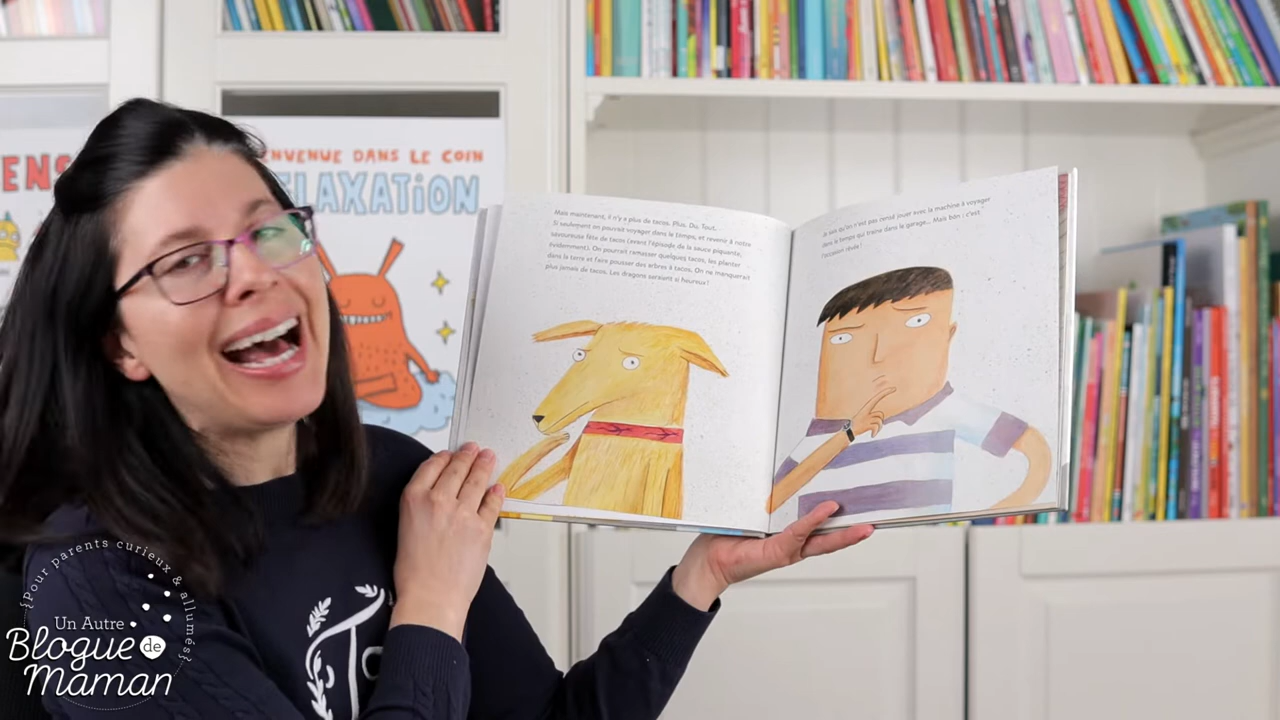 ENS
ENVENUE DANS LE COIN
ELAXATION
Mais maintenant, il n'y a plus de tacos. Plus. Du. Tout.
Si seulement on pouvait voyager dans le temps, et revenir à notre
savoureuse fête de tacos (avant l'épisode de la sauce piquante,
évidemment). On pourrait ramasser quelques tacos, les planter
dans la terre et faire pousser des arbres à tacos. On ne manquerait
plus jamais de tacos. Les dragons seraient si heureux !
Je sais qu'on n'est pas censé jouer avec la machine à voyager
dans le temps qui traîne dans le garage... Mais bon : c'est
l'occasion rêvée !
{Pour parents curieux & allumés}
Un Autre
Blogue de
Maman